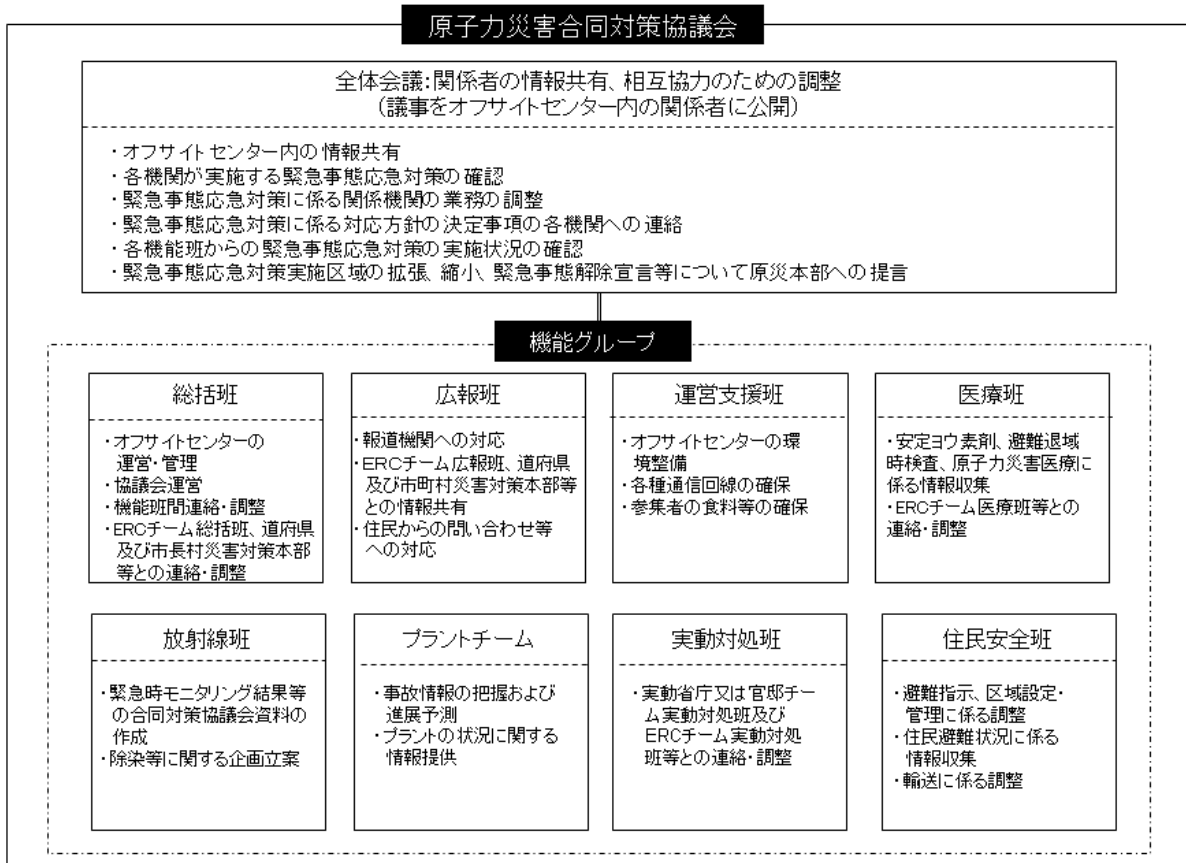 原子力災害合同対策協議会
全体会議:関係者の情報共有、相互協力のための調整
(議事をオフサイトセンター内の関係者に公開)
・オフサイトセンター内の情報共有
・各機関が実施する緊急事態応急対策の確認
・緊急事態応急対策に係る関係機関の業務の調整
・緊急事態応急対策に係る対応方針の決定事項の各機関への連絡
・各機能班からの緊急事態応急対策の実施状況の確認
・緊急事態応急対策実施区域の拡張、縮小、緊急事態解除宣言等について原災本部への提言
機能グループ
総括班
・オフサイトセンターの
運営・管理
・協議会運営
・機能班間連絡・調整
・ERCチーム総括班、道府県
及び市長村災害対策本部
等との連絡・調整
広報班
・報道機関への対応
・ERCチーム広報班、道府県
及び市町村災害対策本部等
との情報共有
・住民からの問い合わせ等
への対応
運営支援班
・オフサイトセンターの環
境整備
・各種通信回線の確保
・参集者の食料等の確保
医療班
・安定ヨウ素剤、避難退域
時検査、原子力災害医療に
係る情報収集
・ERCチーム医療班等との
連絡・調整
放射線班
・緊急時モニタリング結果等
の合同対策協議会資料の
作成
・除染等に関する企画立案
プラントチーム
・事故情報の把握および
進展予測
・プラントの状況に関する
情報提供
実動対処班
・実動省庁又は官邸チー
ム実動対処班及び
ERCチーム実動対処
班等との連絡・調整
住民安全班
・避難指示、区域設定・
管理に係る調整
・住民避難状況に係る
情報収集
・輸送に係る調整